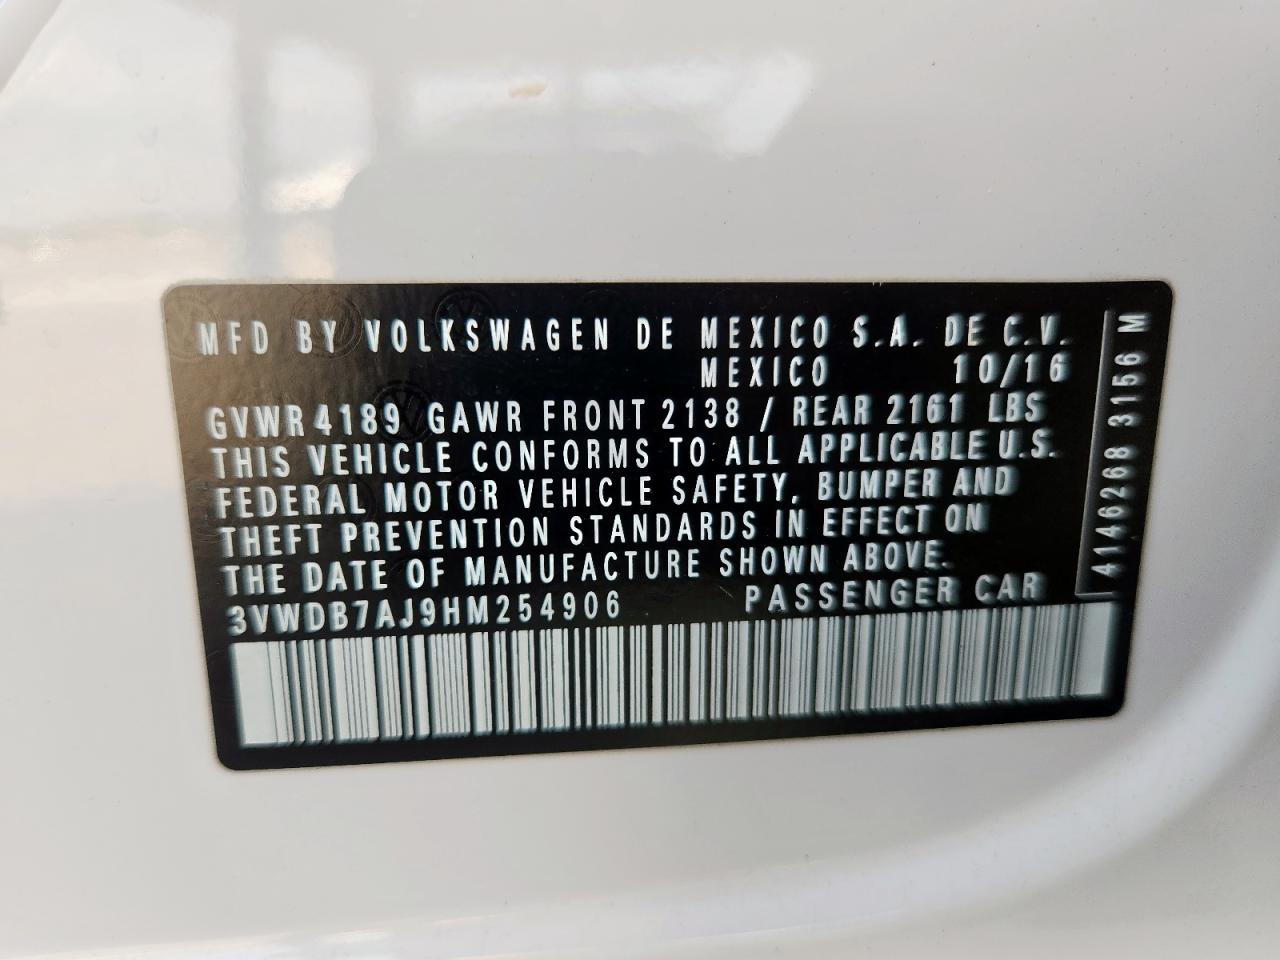 MFD BY VOLKSWAGEN DE MEXICO S.A. DE C.V.
MEXICO 10/16
GVWR 4189 GAWR FRONT 2138 / REAR 2161 LBS
THIS VEHICLE CONFORMS TO ALL APPLICABLE U.S.
FEDERAL MOTOR VEHICLE SAFETY, BUMPER AND
THEFT PREVENTION STANDARDS IN EFFECT ON
THE DATE OF MANUFACTURE SHOWN ABOVE.
3VWDB7AJ9HM254906 PASSENGER CAR
4146268 3156 M